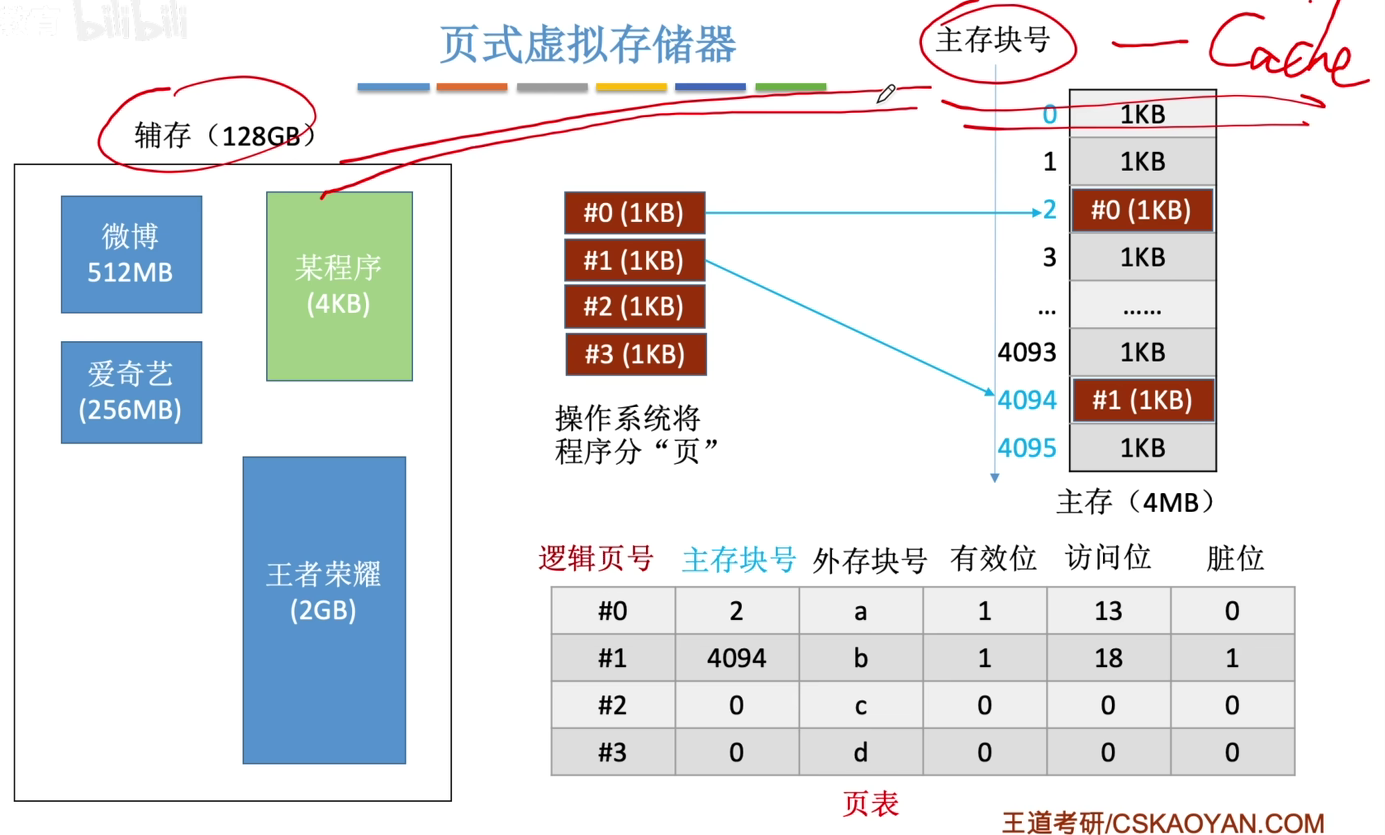 bilibili
页式虚拟存储器
主存块号
Cache
辅存（128GB）
微博
512MB
某程序
(4KB)
爱奇艺
(256MB)
王者荣耀
(2GB)
#0 (1KB)
#1 (1KB)
#2 (1KB)
#3 (1KB)
操作系统将
程序分“页”
0 1KB
1 1KB
2 #0 (1KB)
3 1KB
... ......
4093 1KB
4094 #1 (1KB)
4095 1KB
主存（4MB）
逻辑页号 主存块号 外存块号 有效位 访问位 脏位
#0 2 a 1 13 0
#1 4094 b 1 18 1
#2 0 c 0 0 0
#3 0 d 0 0 0
页表
王道考研/CSKAOYAN.COM